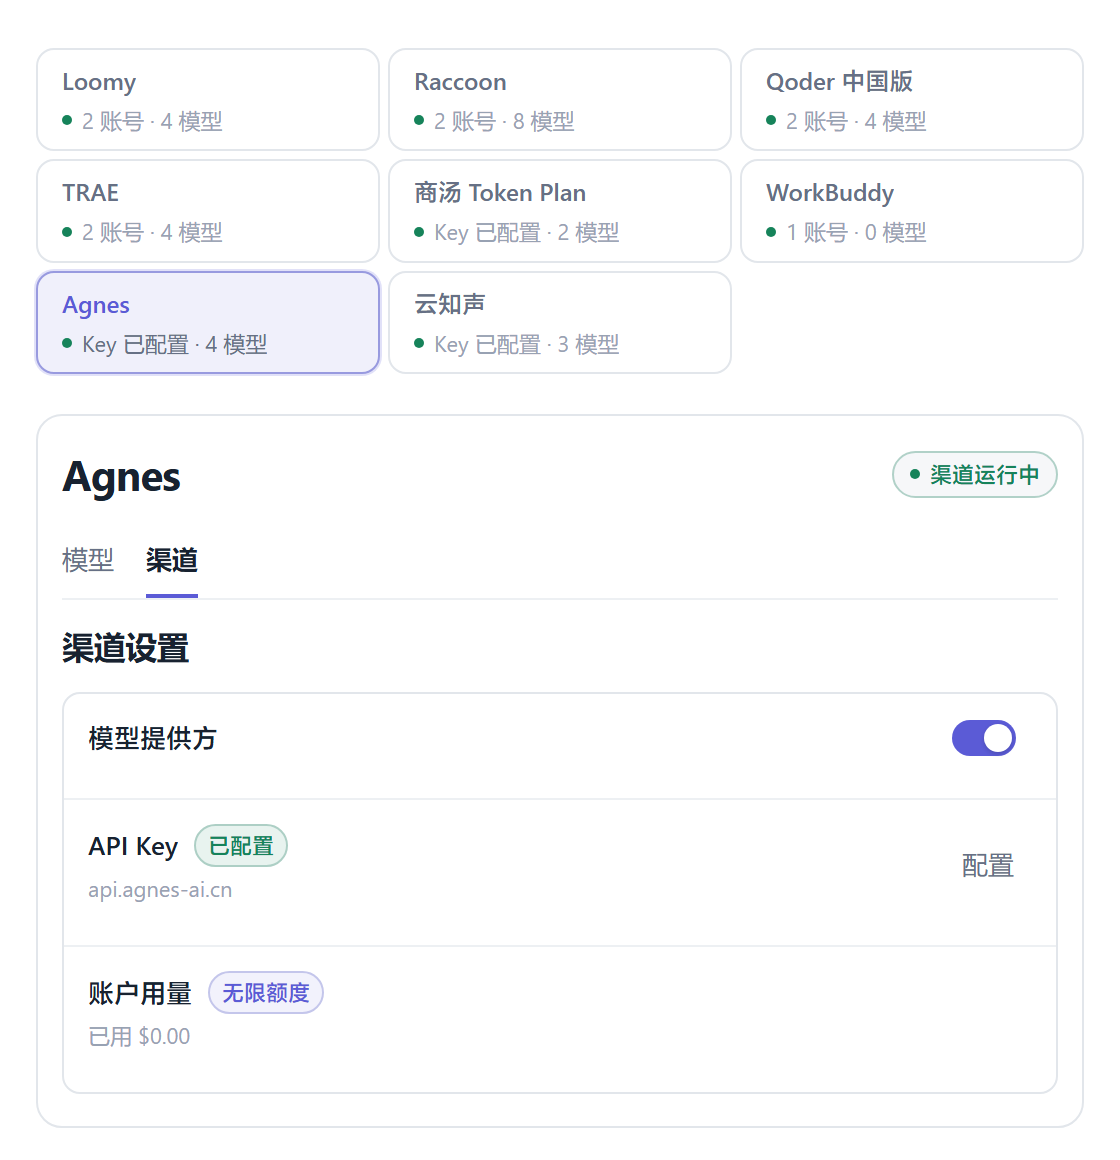 Loomy
2 账号 · 4 模型
Raccoon
2 账号 · 8 模型
Qoder 中国版
2 账号 · 4 模型
TRAE
2 账号 · 4 模型
商汤 Token Plan
Key 已配置 · 2 模型
WorkBuddy
1 账号 · 0 模型
Agnes
Key 已配置 · 4 模型
云知声
Key 已配置 · 3 模型
Agnes
渠道运行中
模型
渠道
渠道设置
模型提供方
API Key 已配置
api.agnes-ai.cn
配置
账户用量 无限额度
已用 $0.00